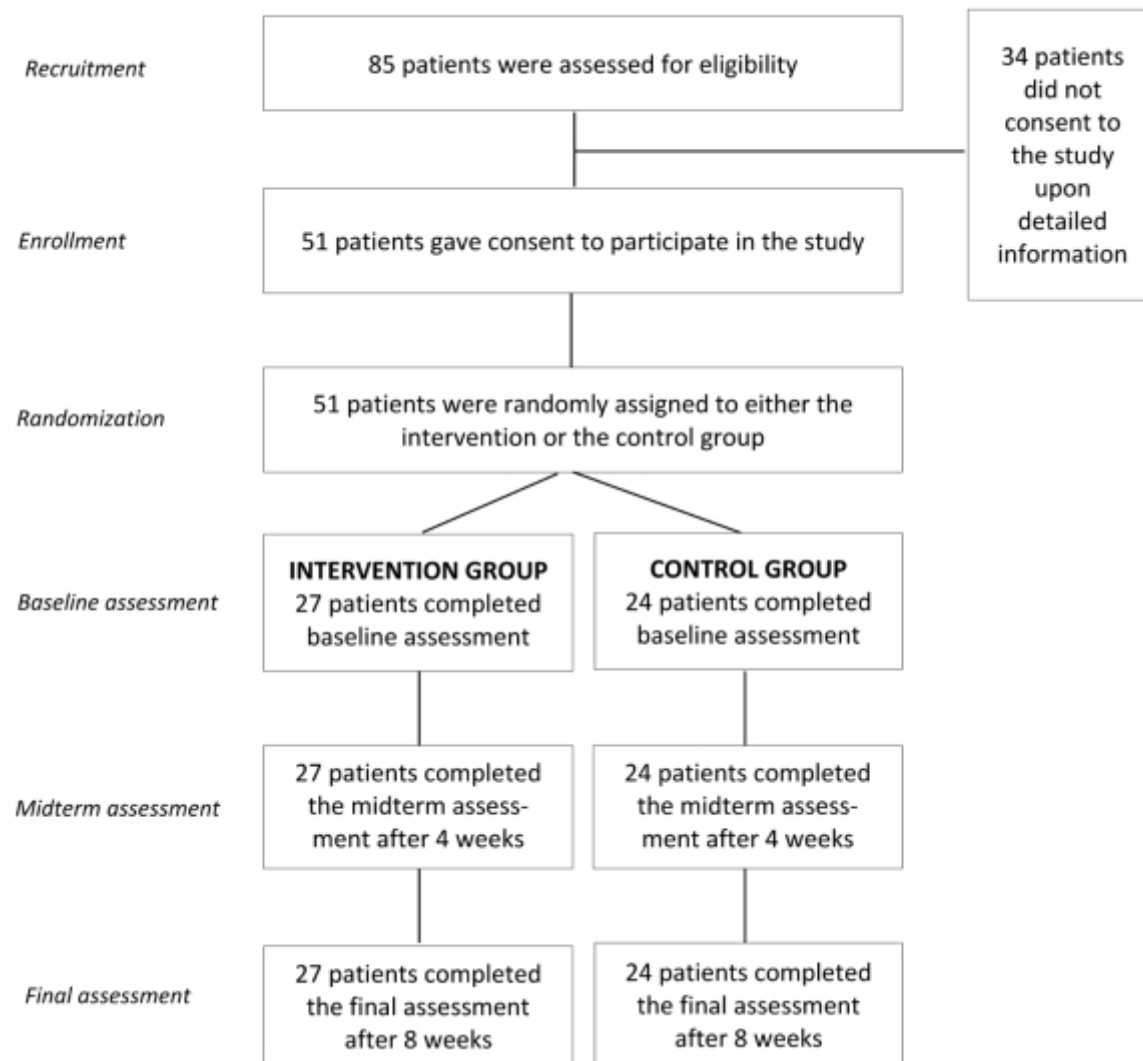 Recruitment
85 patients were assessed for eligibility
34 patients
did not
consent to
the study
upon
detailed
information
Enrollment
51 patients gave consent to participate in the study
Randomization
51 patients were randomly assigned to either the
intervention or the control group
Baseline assessment
INTERVENTION GROUP
27 patients completed
baseline assessment
CONTROL GROUP
24 patients completed
baseline assessment
Midterm assessment
27 patients completed
the midterm assess-
ment after 4 weeks
24 patients completed
the midterm assess-
ment after 4 weeks
Final assessment
27 patients completed
the final assessment
after 8 weeks
24 patients completed
the final assessment
after 8 weeks